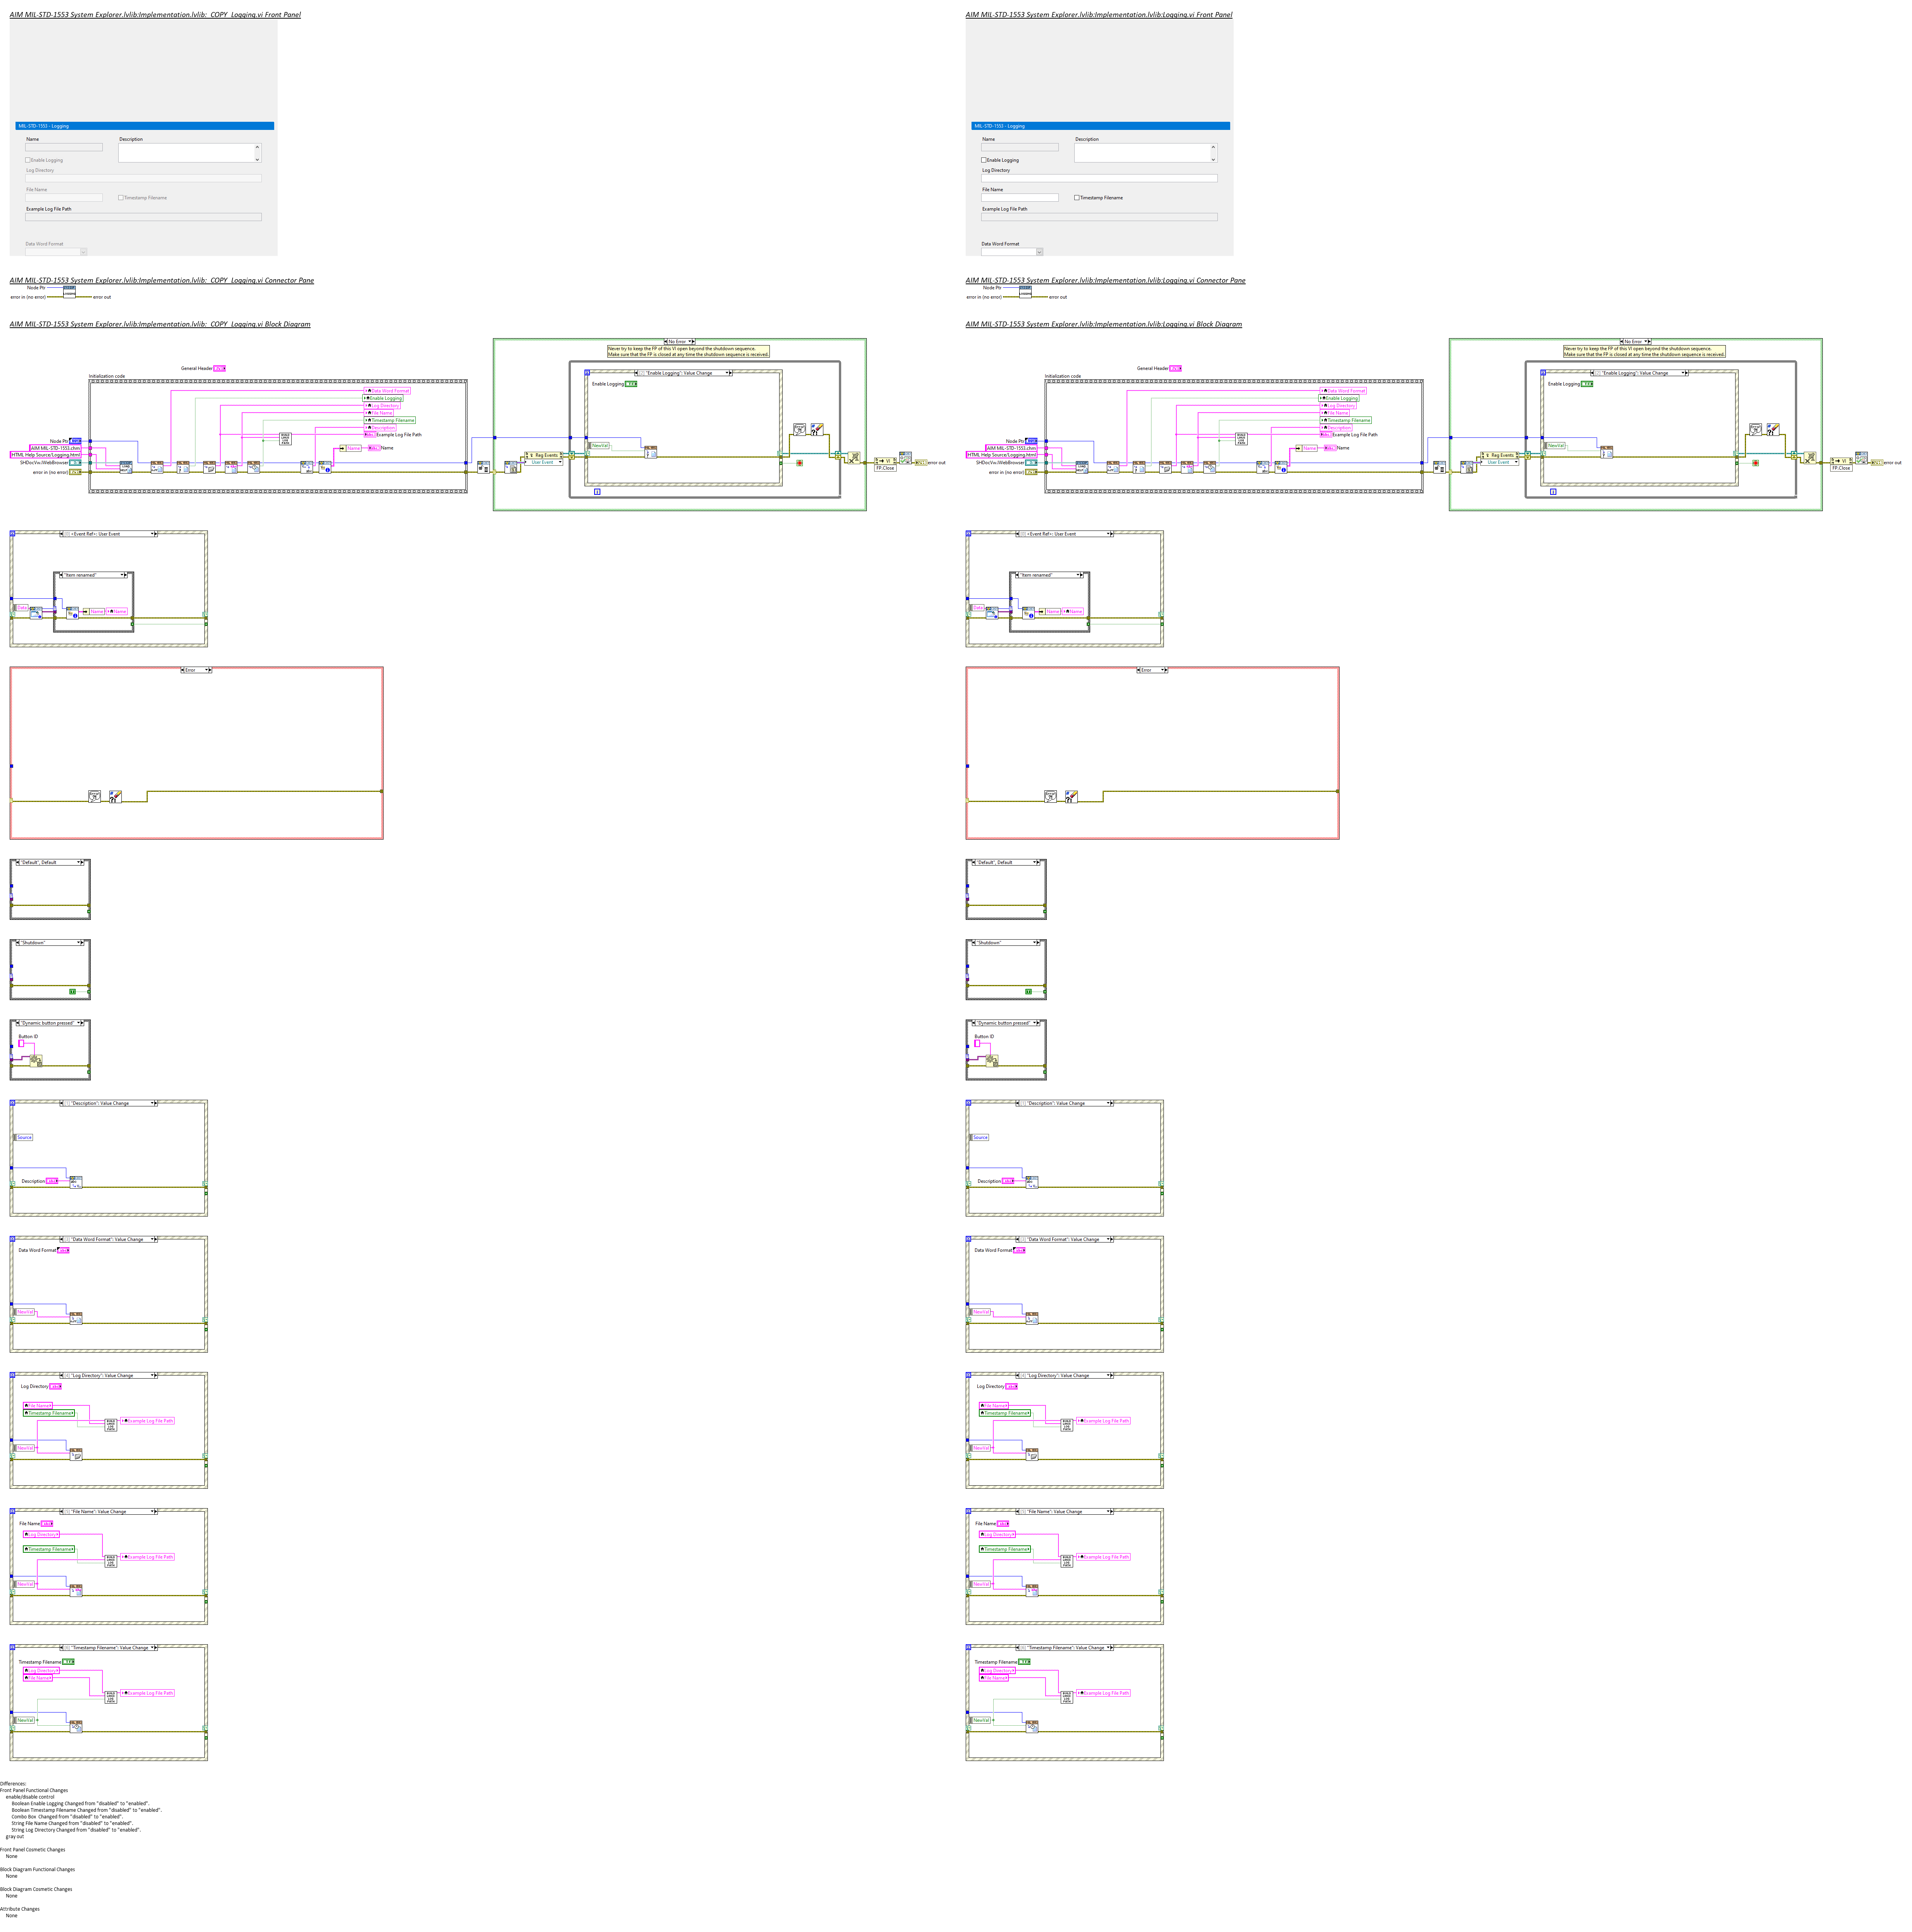 AIM MIL-STD-1553 System Explorer.lvlib:Implementation.lvlib:_COPY_Logging.vi Front Panel
MIL-STD-1553 - Logging
Name
Description
Enable Logging
Log Directory
File Name
Timestamp Filename
Example Log File Path
Data Word Format
AIM MIL-STD-1553 System Explorer.lvlib:Implementation.lvlib:_COPY_Logging.vi Connector Pane
Node Ptr
error in (no error)
error out
AIM MIL-STD-1553 System Explorer.lvlib:Implementation.lvlib:_COPY_Logging.vi Block Diagram
No Error
Never try to keep the FP of this VI open beyond the shutdown sequence.
Make sure that the FP is closed at any time the shutdown sequence is received.
General Header
Initialization code
"Enable Logging": Value Change
Enable Logging
Data Word Format
Enable Logging
Log Directory
File Name
Timestamp Filename
Description
Example Log File Path
Node Ptr
AIM MIL-STD-1553.chm
HTML Help Source/Logging.html
SHDocVw.IWebBrowser
error in (no error)
Name
Name
NewVal
Reg Events
User Event
VI
FP.Close
error out
<Event Ref>: User Event
"Item renamed"
Data
Name
Name
Error
"Default", Default
"Shutdown"
"Dynamic button pressed"
Button ID
"Description": Value Change
Source
Description
"Data Word Format": Value Change
Data Word Format
NewVal
"Log Directory": Value Change
Log Directory
File Name
Timestamp Filename
Example Log File Path
NewVal
"File Name": Value Change
File Name
Log Directory
Timestamp Filename
Example Log File Path
NewVal
"Timestamp Filename": Value Change
Timestamp Filename
Log Directory
File Name
Example Log File Path
NewVal
AIM MIL-STD-1553 System Explorer.lvlib:Implementation.lvlib:Logging.vi Front Panel
MIL-STD-1553 - Logging
Name
Description
Enable Logging
Log Directory
File Name
Timestamp Filename
Example Log File Path
Data Word Format
AIM MIL-STD-1553 System Explorer.lvlib:Implementation.lvlib:Logging.vi Connector Pane
Node Ptr
error in (no error)
error out
AIM MIL-STD-1553 System Explorer.lvlib:Implementation.lvlib:Logging.vi Block Diagram
No Error
Never try to keep the FP of this VI open beyond the shutdown sequence.
Make sure that the FP is closed at any time the shutdown sequence is received.
General Header
Initialization code
"Enable Logging": Value Change
Enable Logging
Data Word Format
Enable Logging
Log Directory
File Name
Timestamp Filename
Description
Example Log File Path
Node Ptr
AIM MIL-STD-1553.chm
HTML Help Source/Logging.html
SHDocVw.IWebBrowser
error in (no error)
Name
Name
NewVal
Reg Events
User Event
VI
FP.Close
error out
<Event Ref>: User Event
"Item renamed"
Data
Name
Name
Error
"Default", Default
"Shutdown"
"Dynamic button pressed"
Button ID
"Description": Value Change
Source
Description
"Data Word Format": Value Change
Data Word Format
NewVal
"Log Directory": Value Change
Log Directory
File Name
Timestamp Filename
Example Log File Path
NewVal
"File Name": Value Change
File Name
Log Directory
Timestamp Filename
Example Log File Path
NewVal
"Timestamp Filename": Value Change
Timestamp Filename
Log Directory
File Name
Example Log File Path
NewVal
Differences:
Front Panel Functional Changes
enable/disable control
Boolean Enable Logging Changed from "disabled" to "enabled".
Boolean Timestamp Filename Changed from "disabled" to "enabled".
Combo Box  Changed from "disabled" to "enabled".
String File Name Changed from "disabled" to "enabled".
String Log Directory Changed from "disabled" to "enabled".
gray out
Front Panel Cosmetic Changes
None
Block Diagram Functional Changes
None
Block Diagram Cosmetic Changes
None
Attribute Changes
None